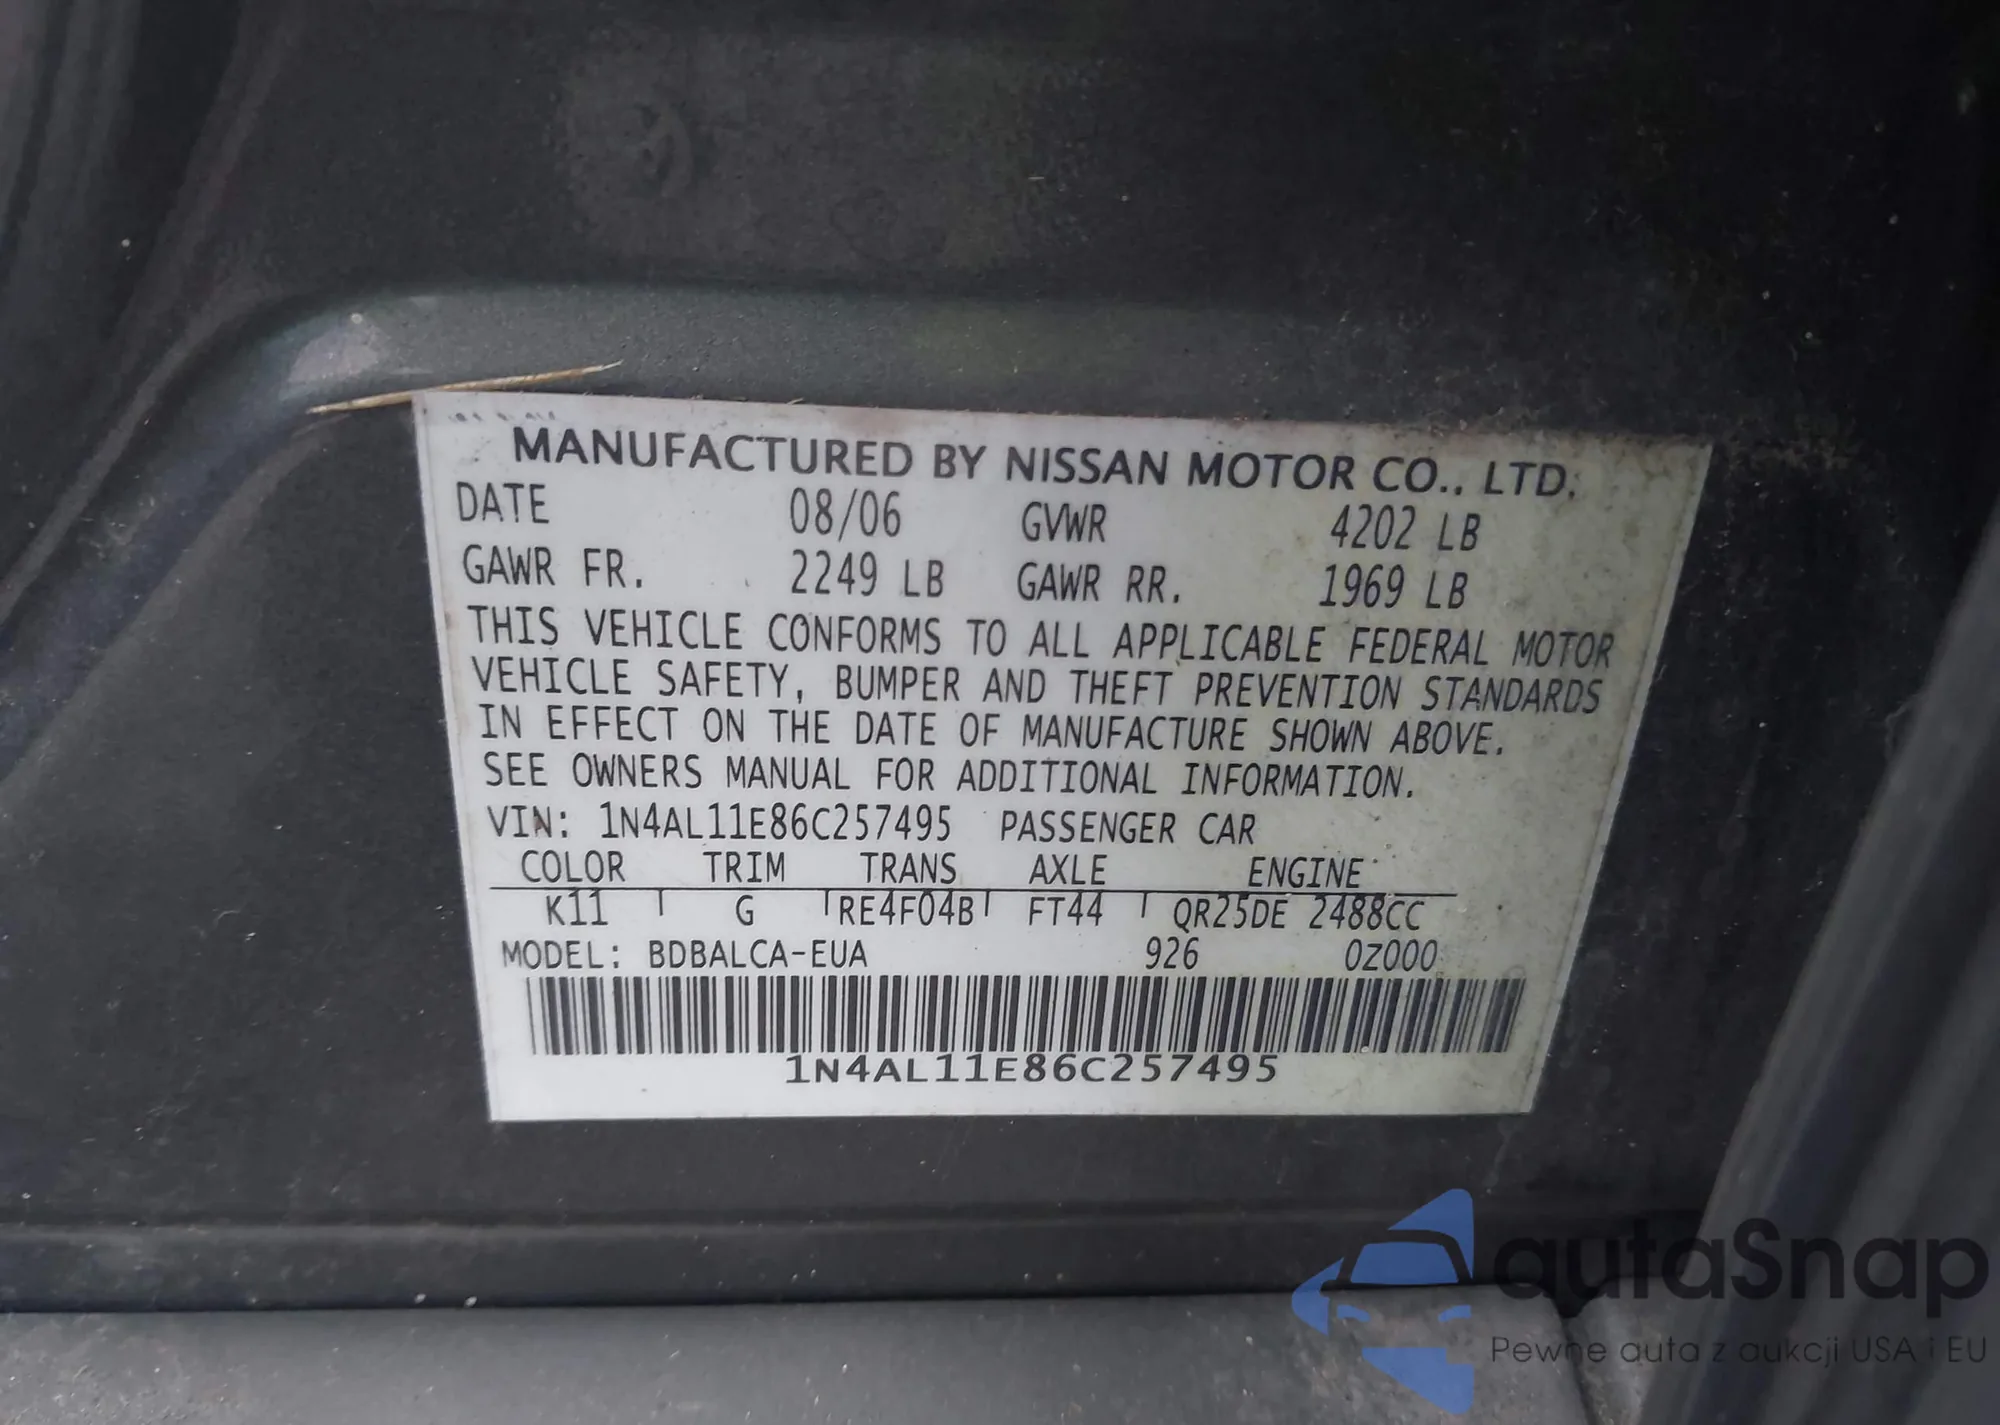 MANUFACTURED BY NISSAN MOTOR CO., LTD.
DATE 08/06 GVWR 4202 LB
GAWR FR. 2249 LB GAWR RR. 1969 LB
THIS VEHICLE CONFORMS TO ALL APPLICABLE FEDERAL MOTOR
VEHICLE SAFETY, BUMPER AND THEFT PREVENTION STANDARDS
IN EFFECT ON THE DATE OF MANUFACTURE SHOWN ABOVE.
SEE OWNERS MANUAL FOR ADDITIONAL INFORMATION.
VIN: 1N4AL11E86C257495 PASSENGER CAR
COLOR TRIM TRANS AXLE ENGINE
K11 G RE4F04B FT44 QR25DE 2488CC
MODEL: BDBALCA-EUA 926 0Z000
1N4AL11E86C257495
autaSnap
Pewne auta z aukcji USA i EU